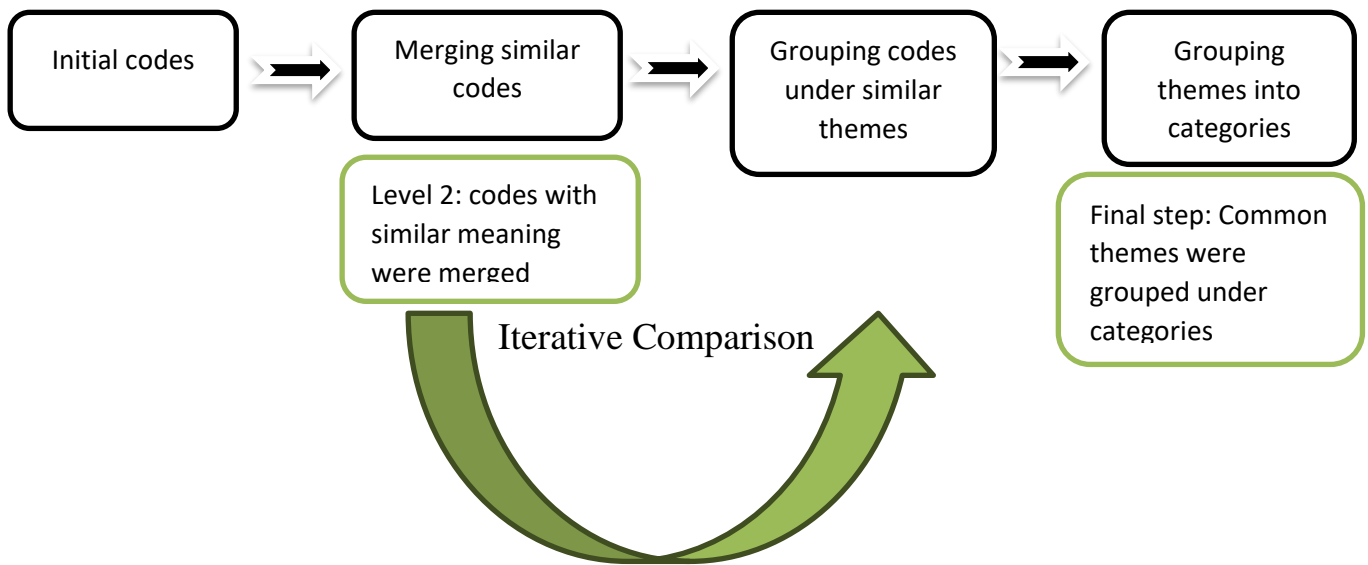 Initial codes
Merging similar
codes
Grouping codes
under similar
themes
Grouping
themes into
categories
Level 2: codes with
similar meaning
were merged
Final step: Common
themes were
grouped under
categories
Iterative Comparison